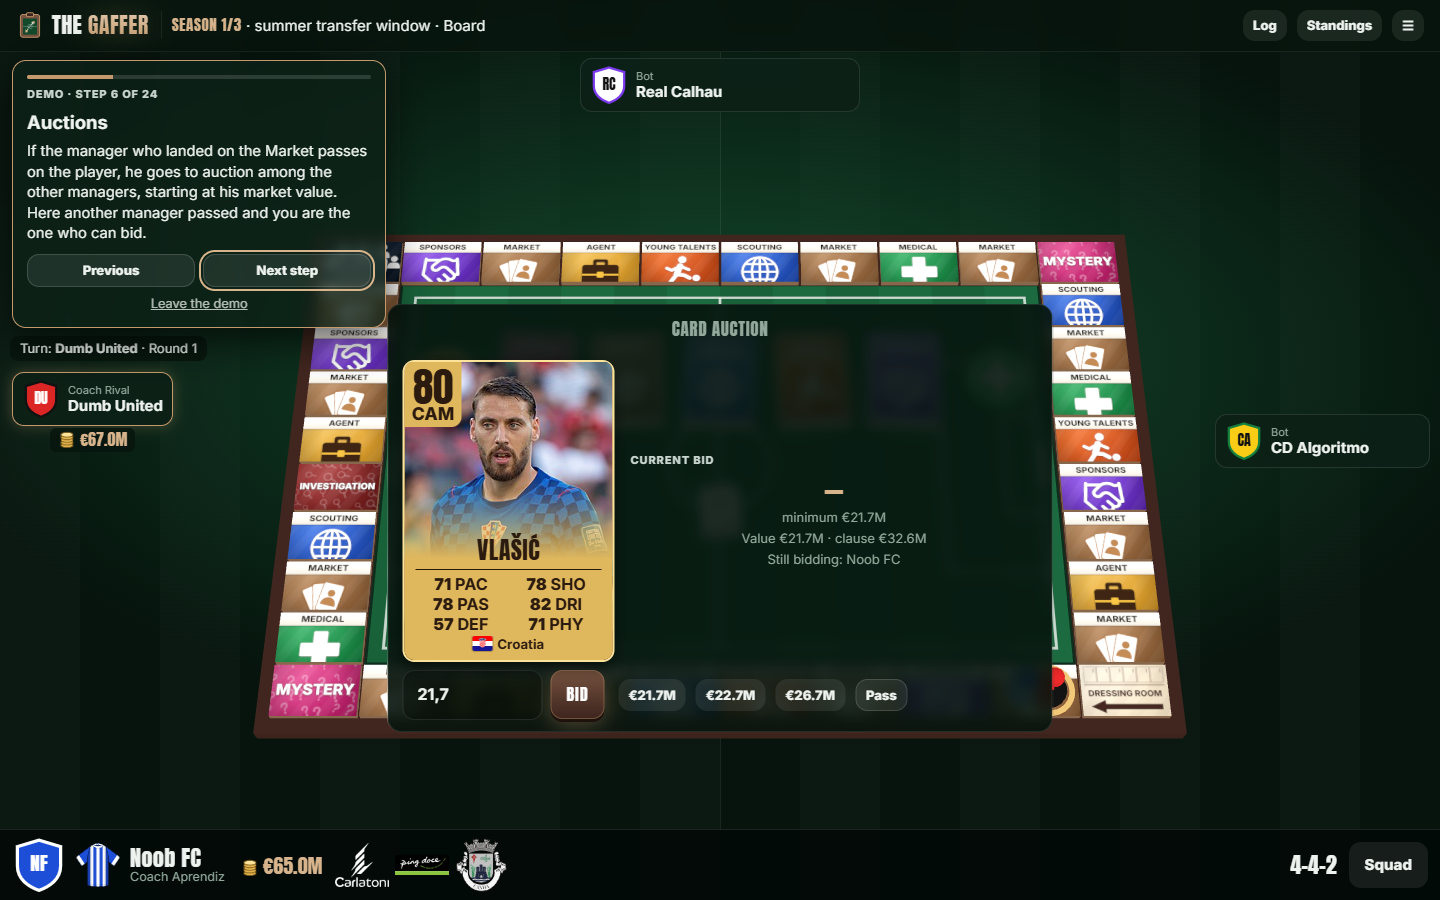 THE GAFFER
SEASON 1/3 · summer transfer window · Board
Log
Standings
DEMO · STEP 6 OF 24
Auctions
If the manager who landed on the Market passes
on the player, he goes to auction among the
other managers, starting at his market value.
Here another manager passed and you are the
one who can bid.
Previous
Next step
Leave the demo
Turn: Dumb United · Round 1
DU
Coach Rival
Dumb United
€67.0M
RC
Bot
Real Calhau
CA
Bot
CD Algoritmo
SPONSORS
MARKET
AGENT
YOUNG TALENTS
SCOUTING
MARKET
MEDICAL
MARKET
MYSTERY
SPONSORS
MARKET
AGENT
INVESTIGATION
SCOUTING
MARKET
MEDICAL
MYSTERY
SCOUTING
MARKET
MEDICAL
YOUNG TALENTS
SPONSORS
MARKET
AGENT
MARKET
DRESSING ROOM
CARD AUCTION
80
CAM
VLAŠIĆ
71 PAC 78 SHO
78 PAS 82 DRI
57 DEF 71 PHY
Croatia
CURRENT BID
–
minimum €21.7M
Value €21.7M · clause €32.6M
Still bidding: Noob FC
21,7
BID
€21.7M
€22.7M
€26.7M
Pass
NF
Noob FC
Coach Aprendiz
€65.0M
Carlaton
ping doce
4-4-2
Squad